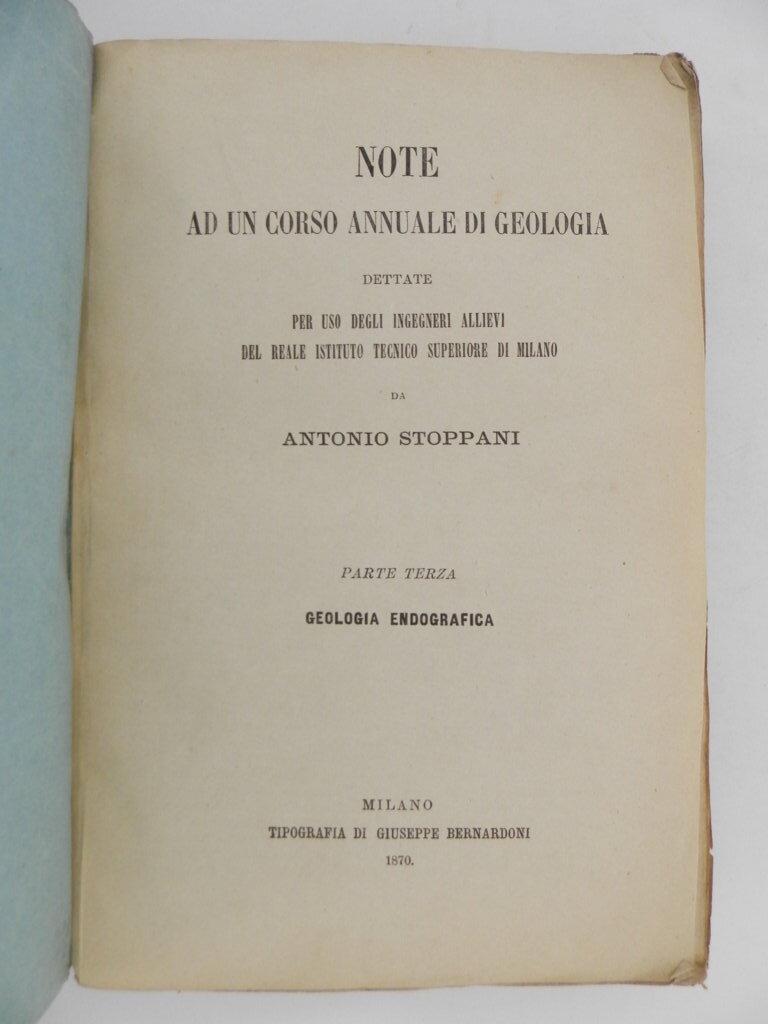 NOTE
AD UN CORSO ANNUALE DI GEOLOGIA
DETTATE
PER USO DEGLI INGEGNERI ALLIEVI
DEL REALE ISTITUTO TECNICO SUPERIORE DI MILANO
DA
ANTONIO STOPPANI
PARTE TERZA
GEOLOGIA ENDOGRAFICA
MILANO
TIPOGRAFIA DI GIUSEPPE BERNARDONI
1870.